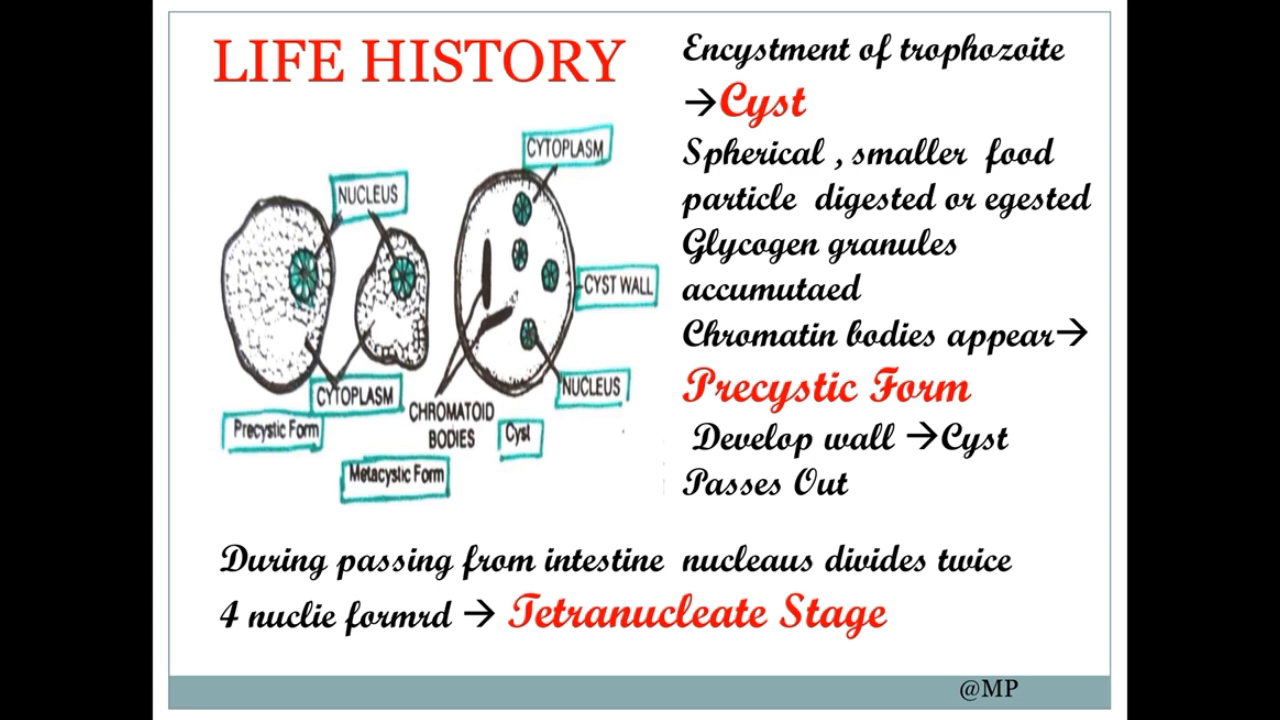 LIFE HISTORY
Encystment of trophozoite
→Cyst
Spherical , smaller food
particle digested or egested
Glycogen granules
accumutaed
Chromatin bodies appear→
Precystic Form
Develop wall →Cyst
Passes Out
CYTOPLASM
NUCLEUS
CYST WALL
CYTOPLASM
NUCLEUS
CHROMATOID
BODIES
Precystic Form
Cyst
Metacystic Form
During passing from intestine nucleaus divides twice
4 nuclie formrd → Tetranucleate Stage
@MP